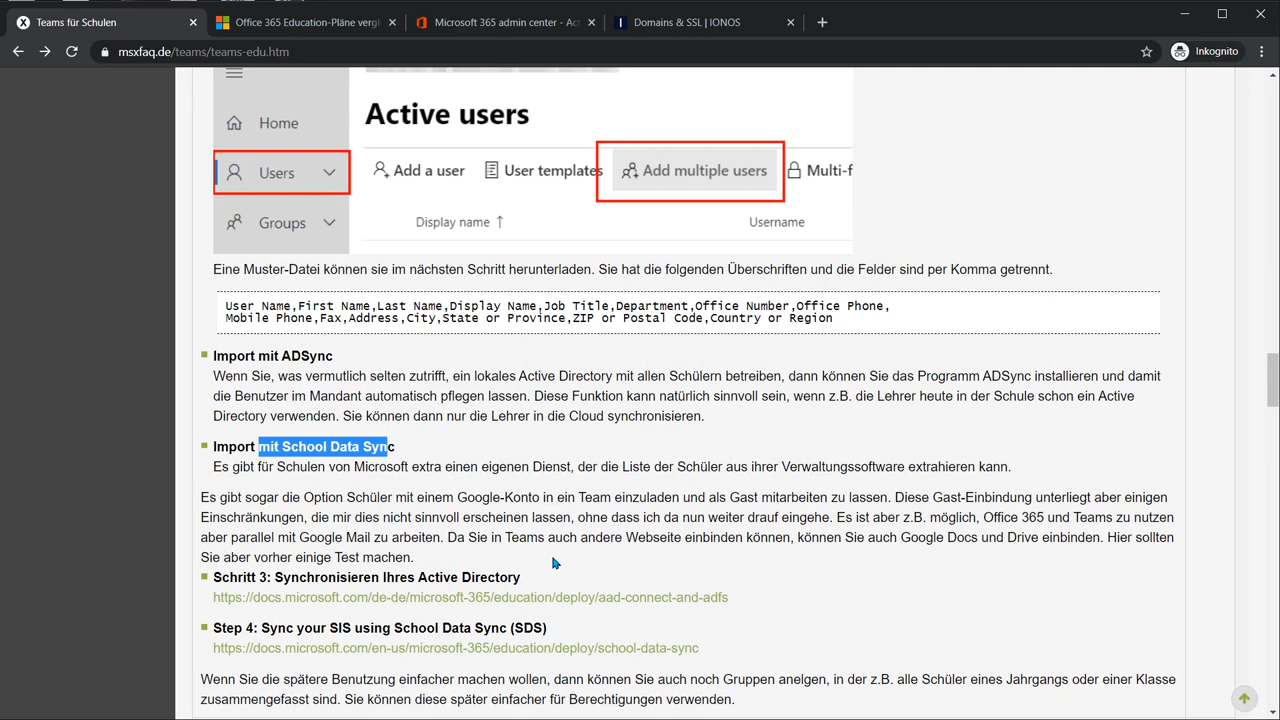 Teams für Schulen
Office 365 Education-Pläne vergl
Microsoft 365 admin center - Act
Domains & SSL | IONOS
msxfaq.de/teams/teams-edu.htm
Inkognito
Active users
Home
Users
Groups
Add a user
User templates
Add multiple users
Multi-f
Display name ↑
Username
Eine Muster-Datei können sie im nächsten Schritt herunterladen. Sie hat die folgenden Überschriften und die Felder sind per Komma getrennt.
User Name,First Name,Last Name,Display Name,Job Title,Department,Office Number,Office Phone,
Mobile Phone,Fax,Address,City,State or Province,ZIP or Postal Code,Country or Region
Import mit ADSync
Wenn Sie, was vermutlich selten zutrifft, ein lokales Active Directory mit allen Schülern betreiben, dann können Sie das Programm ADSync installieren und damit
die Benutzer im Mandant automatisch pflegen lassen. Diese Funktion kann natürlich sinnvoll sein, wenn z.B. die Lehrer heute in der Schule schon ein Active
Directory verwenden. Sie können dann nur die Lehrer in die Cloud synchronisieren.
Import mit School Data Sync
Es gibt für Schulen von Microsoft extra einen eigenen Dienst, der die Liste der Schüler aus ihrer Verwaltungssoftware extrahieren kann.
Es gibt sogar die Option Schüler mit einem Google-Konto in ein Team einzuladen und als Gast mitarbeiten zu lassen. Diese Gast-Einbindung unterliegt aber einigen
Einschränkungen, die mir dies nicht sinnvoll erscheinen lassen, ohne dass ich da nun weiter drauf eingehe. Es ist aber z.B. möglich, Office 365 und Teams zu nutzen
aber parallel mit Google Mail zu arbeiten. Da Sie in Teams auch andere Webseite einbinden können, können Sie auch Google Docs und Drive einbinden. Hier sollten
Sie aber vorher einige Test machen.
Schritt 3: Synchronisieren Ihres Active Directory
https://docs.microsoft.com/de-de/microsoft-365/education/deploy/aad-connect-and-adfs
Step 4: Sync your SIS using School Data Sync (SDS)
https://docs.microsoft.com/en-us/microsoft-365/education/deploy/school-data-sync
Wenn Sie die spätere Benutzung einfacher machen wollen, dann können Sie auch noch Gruppen anelgen, in der z.B. alle Schüler eines Jahrgangs oder einer Klasse
zusammengefasst sind. Sie können diese später einfacher für Berechtigungen verwenden.